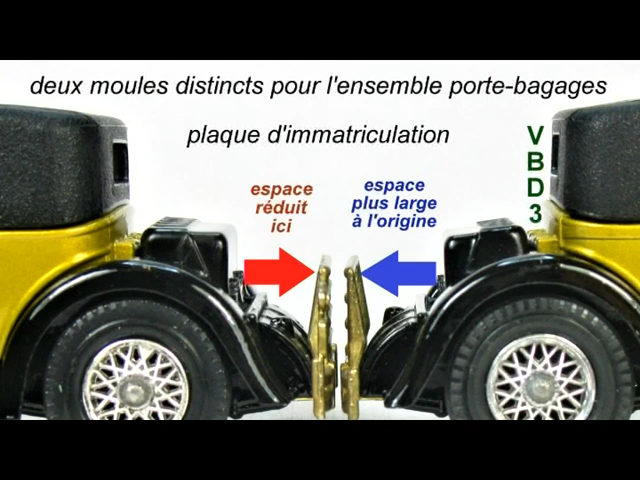 deux moules distincts pour l'ensemble porte-bagages
plaque d'immatriculation
V
B
D
3
espace
réduit
ici
espace
plus large
à l'origine